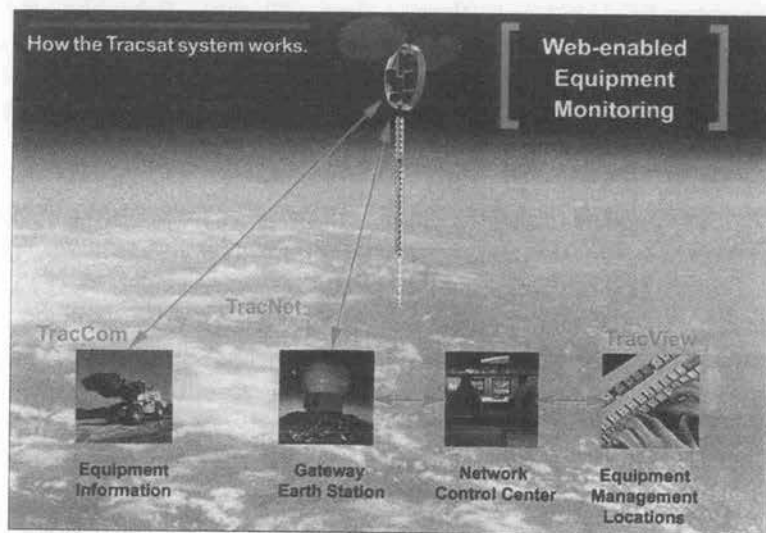 How the Tracsat system works.
Web-enabled
Equipment
Monitoring
TracCom
TracNet
TracView
Equipment
Information
Gateway
Earth Station
Network
Control Center
Equipment
Management
Locations